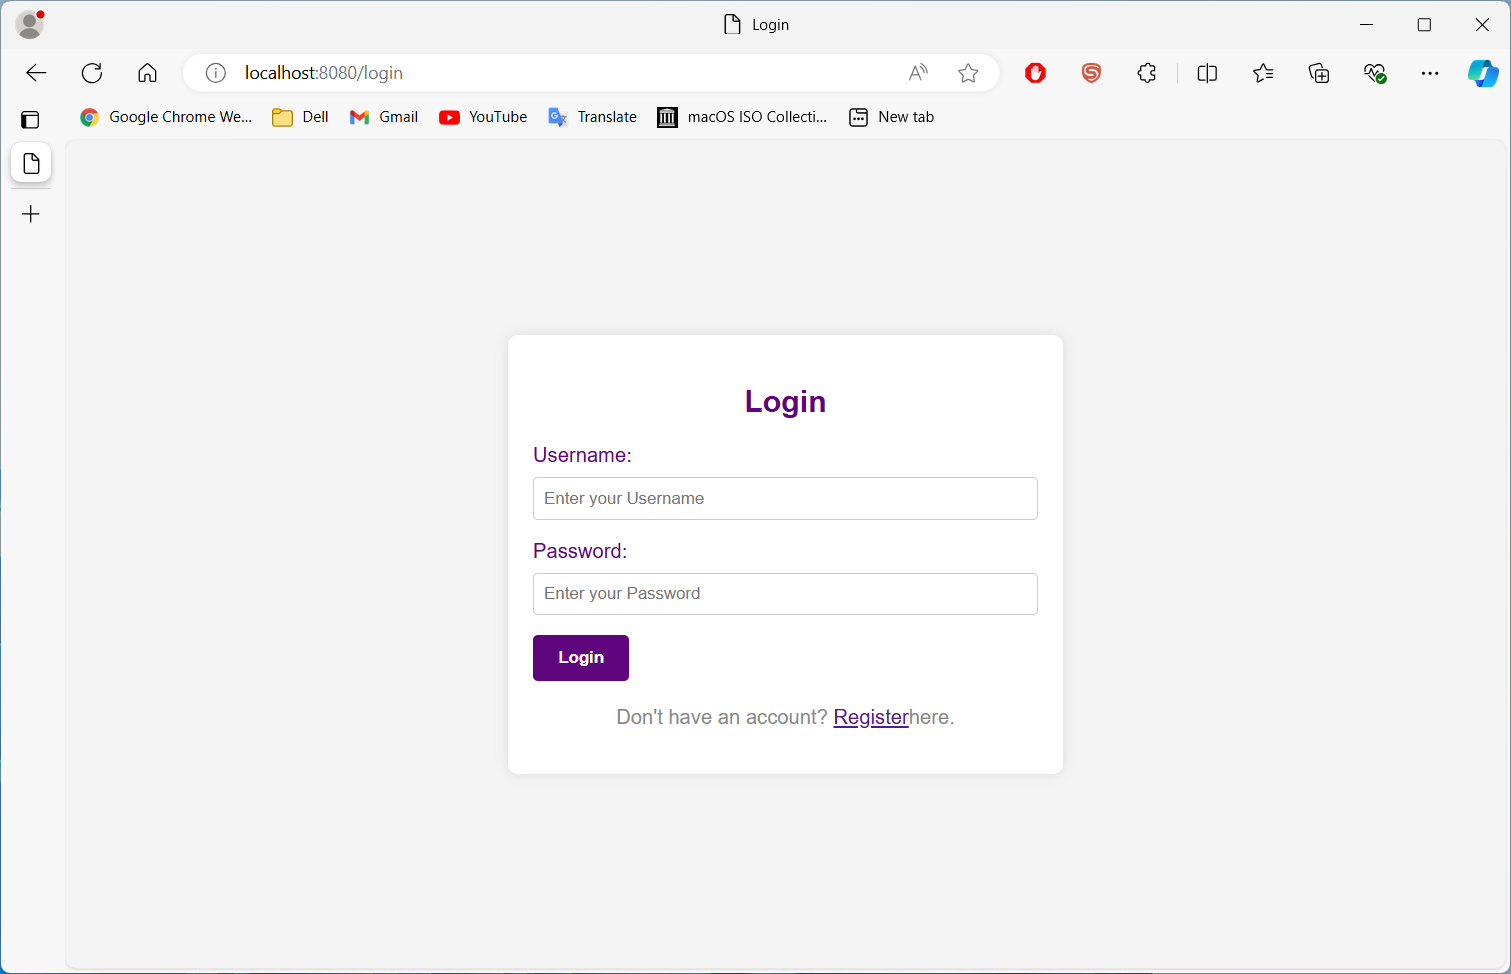 Login
localhost:8080/login
Google Chrome We... Dell Gmail YouTube Translate macOS ISO Collecti... New tab
Login
Username:
Enter your Username
Password:
Enter your Password
Login
Don't have an account? Registerhere.